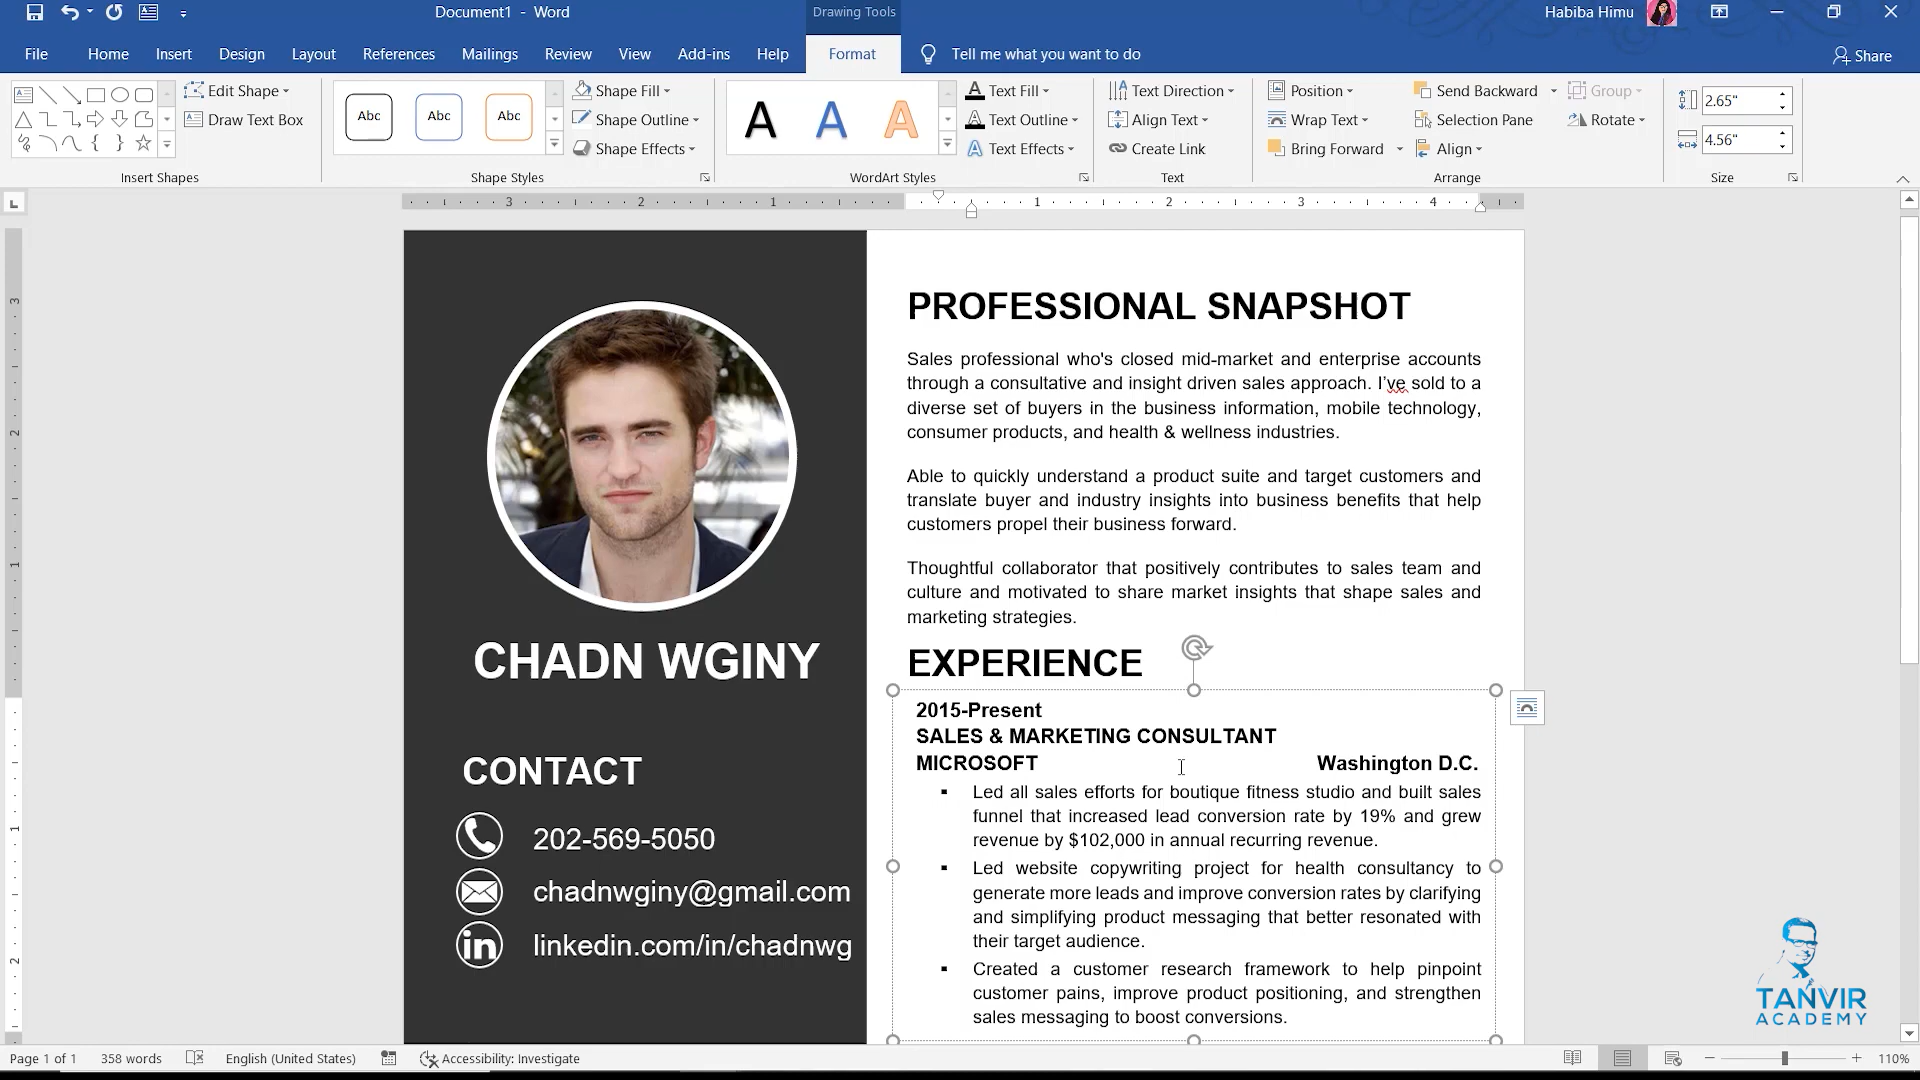 Document1 - Word
Drawing Tools
Habiba Himu
File Home Insert Design Layout References Mailings Review View Add-ins Help Format Tell me what you want to do
Share
Edit Shape
Draw Text Box
Insert Shapes
Abc Abc Abc
Shape Fill
Shape Outline
Shape Effects
Shape Styles
A A A
Text Fill
Text Outline
Text Effects
WordArt Styles
Text Direction
Align Text
Create Link
Text
Position
Wrap Text
Bring Forward
Send Backward
Selection Pane
Align
Group
Rotate
Arrange
2.65"
4.56"
Size
3 2 1 1 2 3 4
3
2
1
1
2
CHADN WGINY
CONTACT
202-569-5050
chadnwginy@gmail.com
in linkedin.com/in/chadnwg
PROFESSIONAL SNAPSHOT
Sales professional who's closed mid-market and enterprise accounts
through a consultative and insight driven sales approach. I've sold to a
diverse set of buyers in the business information, mobile technology,
consumer products, and health & wellness industries.
Able to quickly understand a product suite and target customers and
translate buyer and industry insights into business benefits that help
customers propel their business forward.
Thoughtful collaborator that positively contributes to sales team and
culture and motivated to share market insights that shape sales and
marketing strategies.
EXPERIENCE
2015-Present
SALES & MARKETING CONSULTANT
MICROSOFT Washington D.C.
▪ Led all sales efforts for boutique fitness studio and built sales
funnel that increased lead conversion rate by 19% and grew
revenue by $102,000 in annual recurring revenue.
▪ Led website copywriting project for health consultancy to
generate more leads and improve conversion rates by clarifying
and simplifying product messaging that better resonated with
their target audience.
▪ Created a customer research framework to help pinpoint
customer pains, improve product positioning, and strengthen
sales messaging to boost conversions.
TANVIR
ACADEMY
Page 1 of 1 358 words English (United States) Accessibility: Investigate 110%